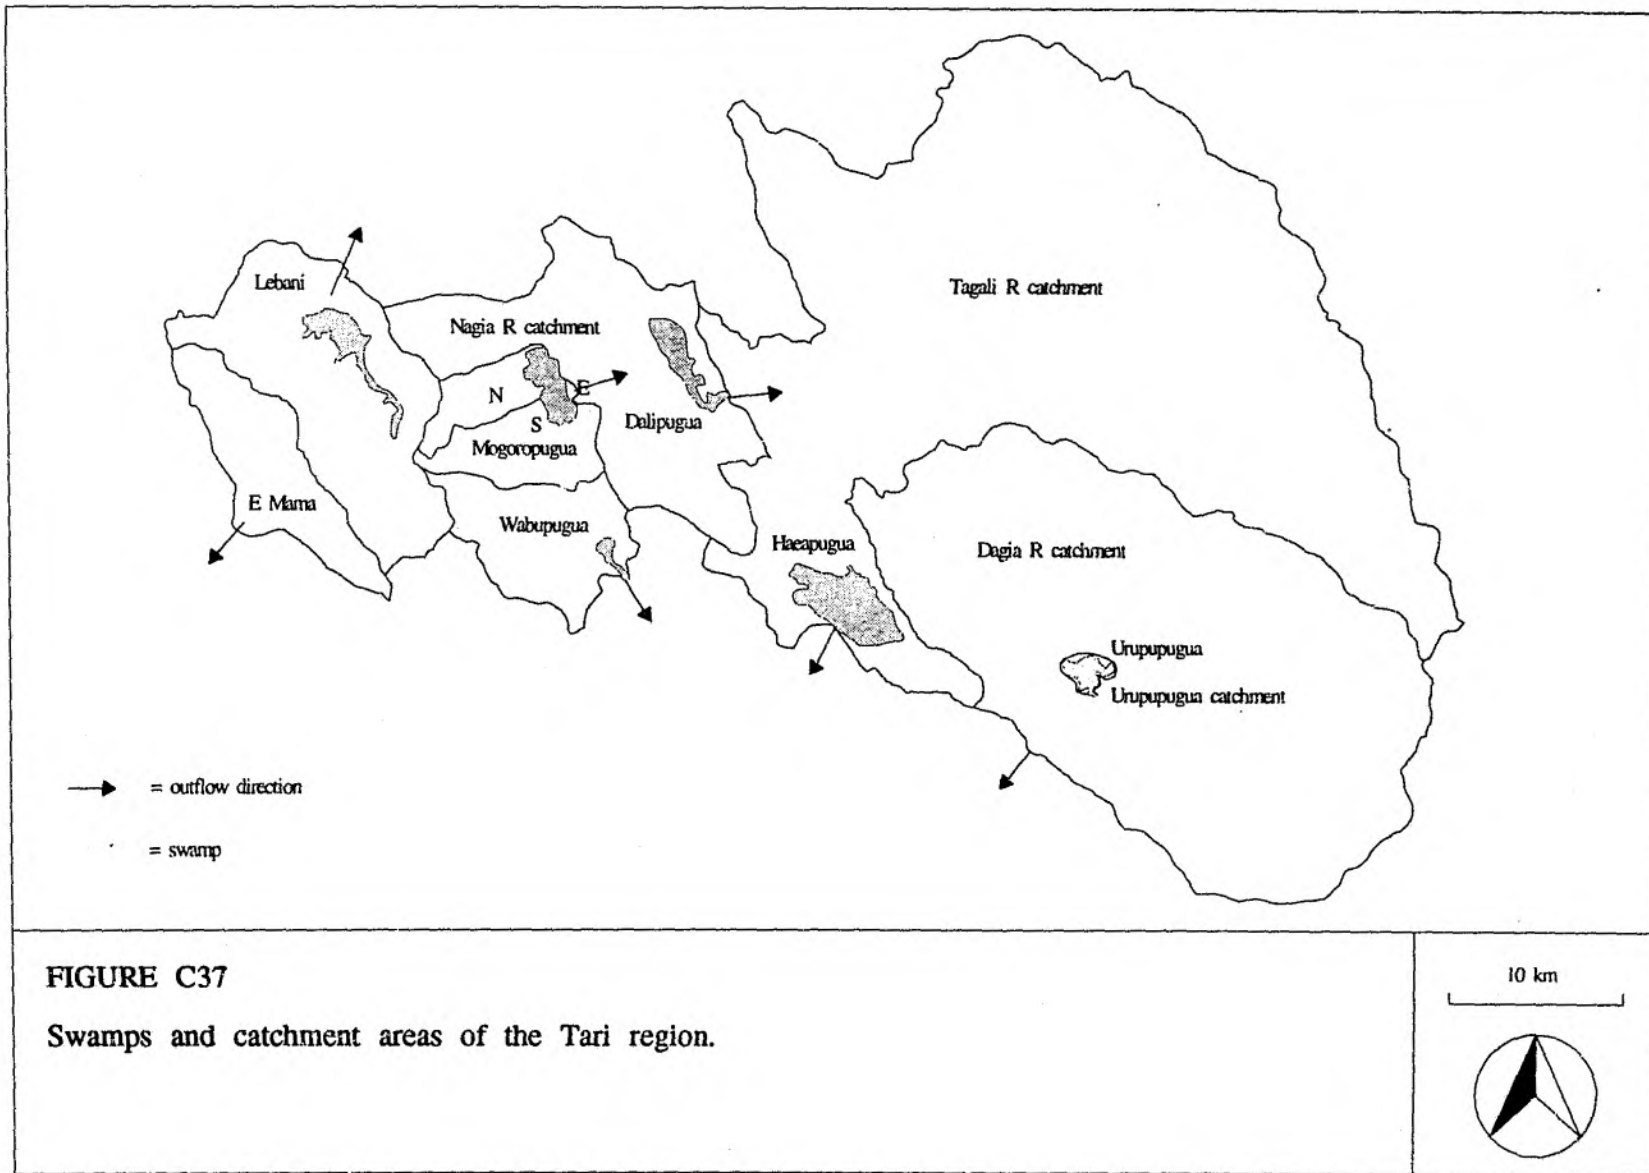 Tagali R catchment
Lebani
Nagia R catchment
N
E
S
Dalipugua
Mogoropugua
E Mama
Wabupugua
Haeapugua
Dagia R catchment
Urupupugua
Urupupugua catchment
= outflow direction
= swamp
FIGURE C37
Swamps and catchment areas of the Tari region.
10 km